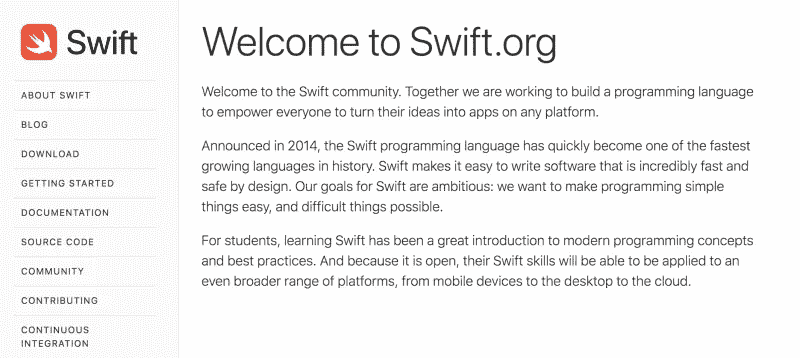 Swift
ABOUT SWIFT
BLOG
DOWNLOAD
GETTING STARTED
DOCUMENTATION
SOURCE CODE
COMMUNITY
CONTRIBUTING
CONTINUOUS
INTEGRATION
Welcome to Swift.org
Welcome to the Swift community. Together we are working to build a programming language
to empower everyone to turn their ideas into apps on any platform.
Announced in 2014, the Swift programming language has quickly become one of the fastest
growing languages in history. Swift makes it easy to write software that is incredibly fast and
safe by design. Our goals for Swift are ambitious: we want to make programming simple
things easy, and difficult things possible.
For students, learning Swift has been a great introduction to modern programming concepts
and best practices. And because it is open, their Swift skills will be able to be applied to an
even broader range of platforms, from mobile devices to the desktop to the cloud.